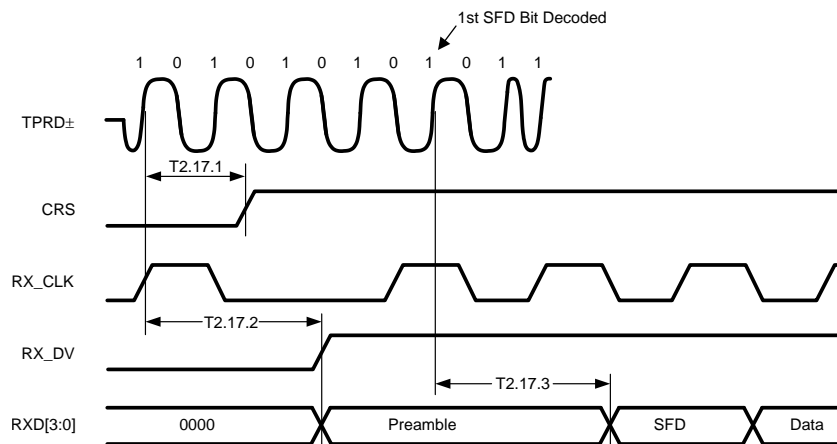 1st SFD Bit Decoded
1 0 1 0 1 0 1 0 1 0 1 1
TPRD±
T2.17.1
CRS
RX_CLK
T2.17.2
RX_DV
T2.17.3
RXD[3:0]
0000
Preamble
SFD
Data